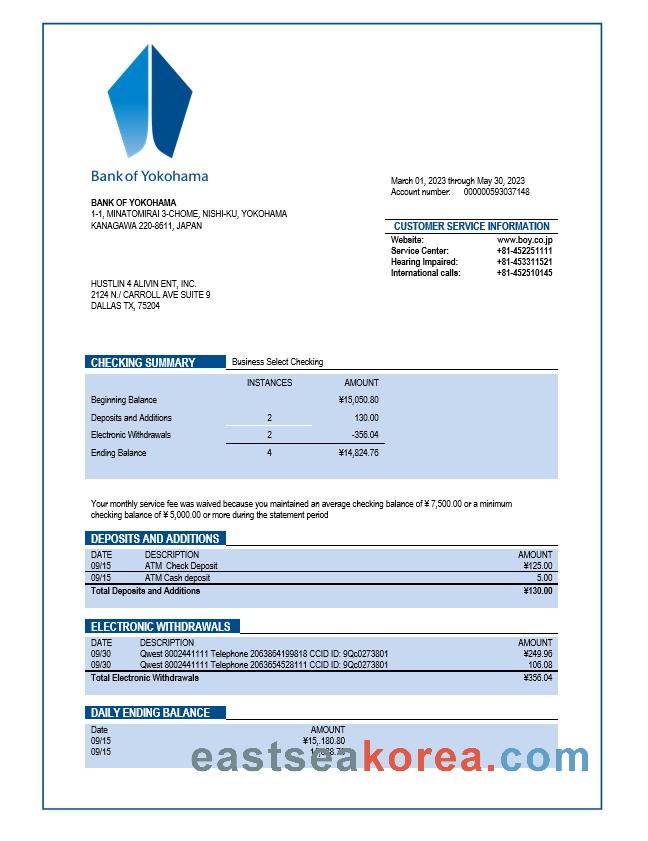 Bank of Yokohama
March 01, 2023 through May 30, 2023
Account number: 000000593037148
BANK OF YOKOHAMA
1-1, MINATOMIRAI 3-CHOME, NISHI-KU, YOKOHAMA
KANAGAWA 220-8611, JAPAN
CUSTOMER SERVICE INFORMATION
Website: www.boy.co.jp
Service Center: +81-452251111
Hearing Impaired: +81-453311521
International calls: +81-452510145
HUSTLIN 4 ALIVIN ENT, INC.
2124 N./ CARROLL AVE SUITE 9
DALLAS TX, 75204
CHECKING SUMMARY Business Select Checking
INSTANCES AMOUNT
Beginning Balance ¥15,050.80
Deposits and Additions 2 130.00
Electronic Withdrawals 2 -356.04
Ending Balance 4 ¥14,824.76
Your monthly service fee was waived because you maintained an average checking balance of ¥ 7,500.00 or a minimum
checking balance of ¥ 5,000.00 or more during the statement period
DEPOSITS AND ADDITIONS
DATE DESCRIPTION AMOUNT
09/15 ATM Check Deposit ¥125.00
09/15 ATM Cash deposit 5.00
Total Deposits and Additions ¥130.00
ELECTRONIC WITHDRAWALS
DATE DESCRIPTION AMOUNT
09/30 Qwest 8002441111 Telephone 2063864199818 CCID ID: 9Qc0273801 ¥249.96
09/30 Qwest 8002441111 Telephone 2063654528111 CCID ID: 9Qc0273801 106.08
Total Electronic Withdrawals ¥356.04
DAILY ENDING BALANCE
Date AMOUNT
09/15 ¥15,.180.80
09/15
eastseakorea.com